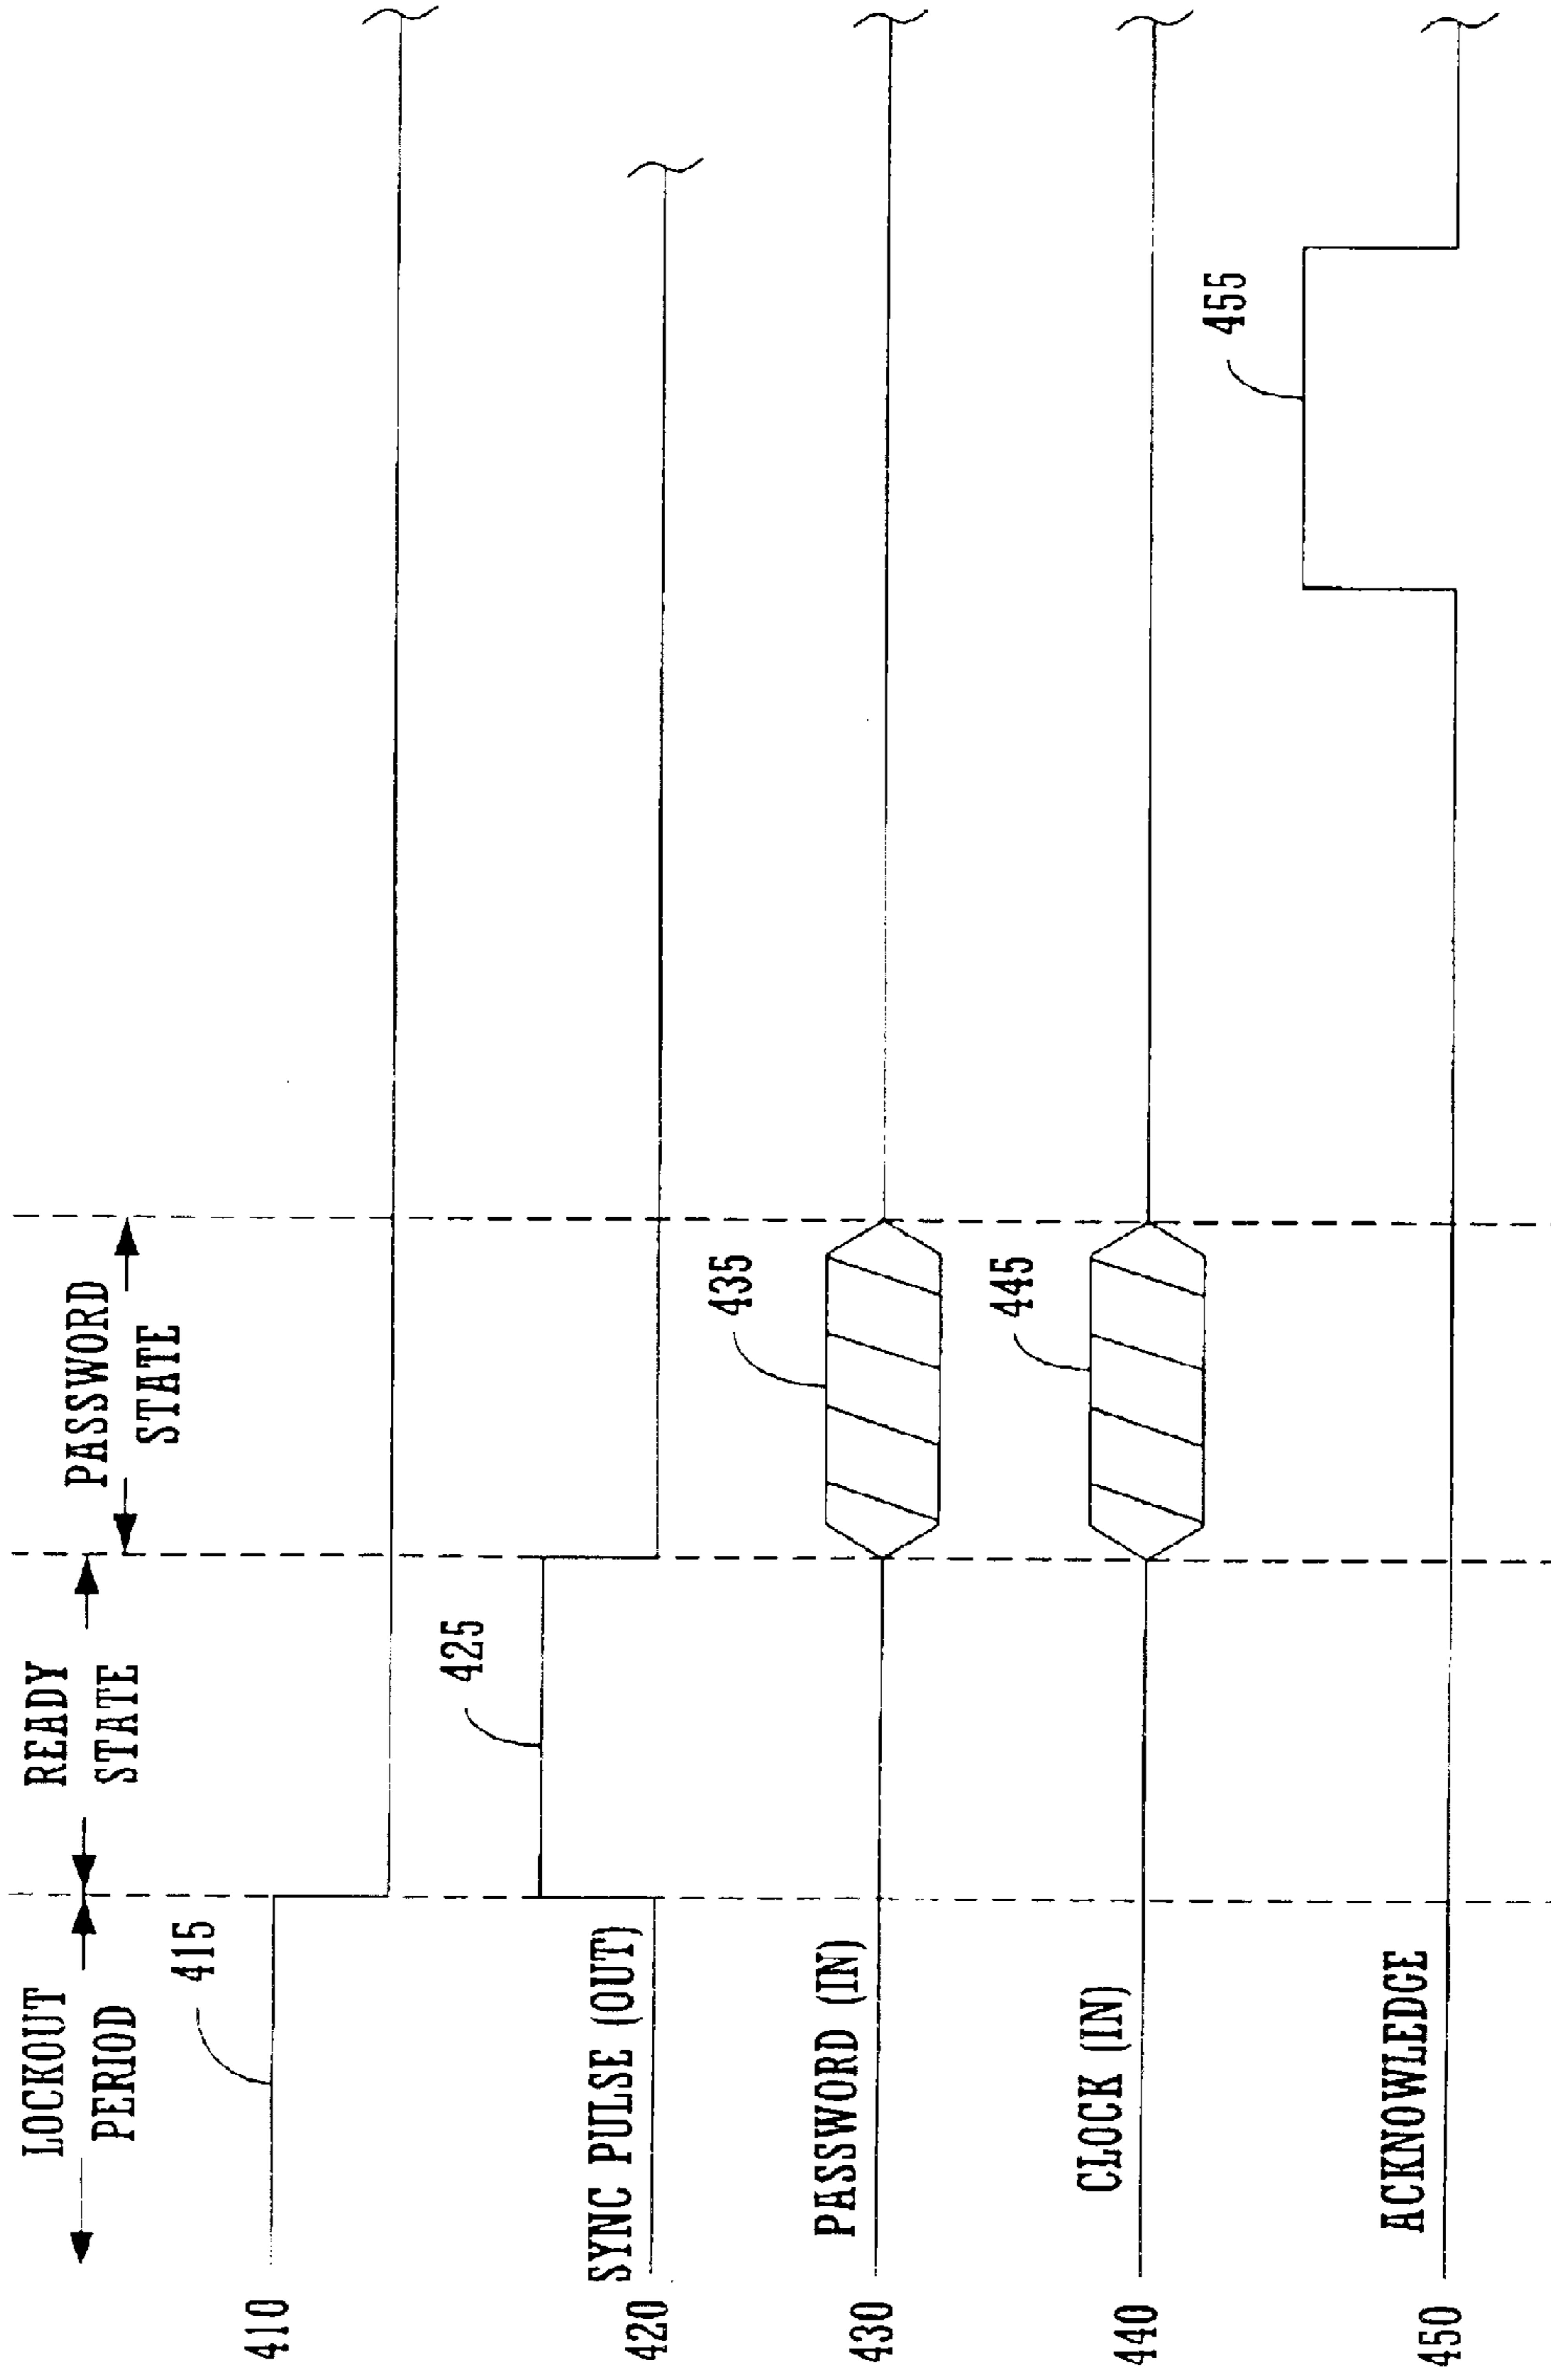 LOCKOUT
PERIOD
READY
STATE
PASSWORD
STATE
410
415
420
SYNC PULSE (OUT)
425
430
PASSWORD (IN)
435
440
CLOCK (IN)
445
450
ACKNOWLEDGE
455